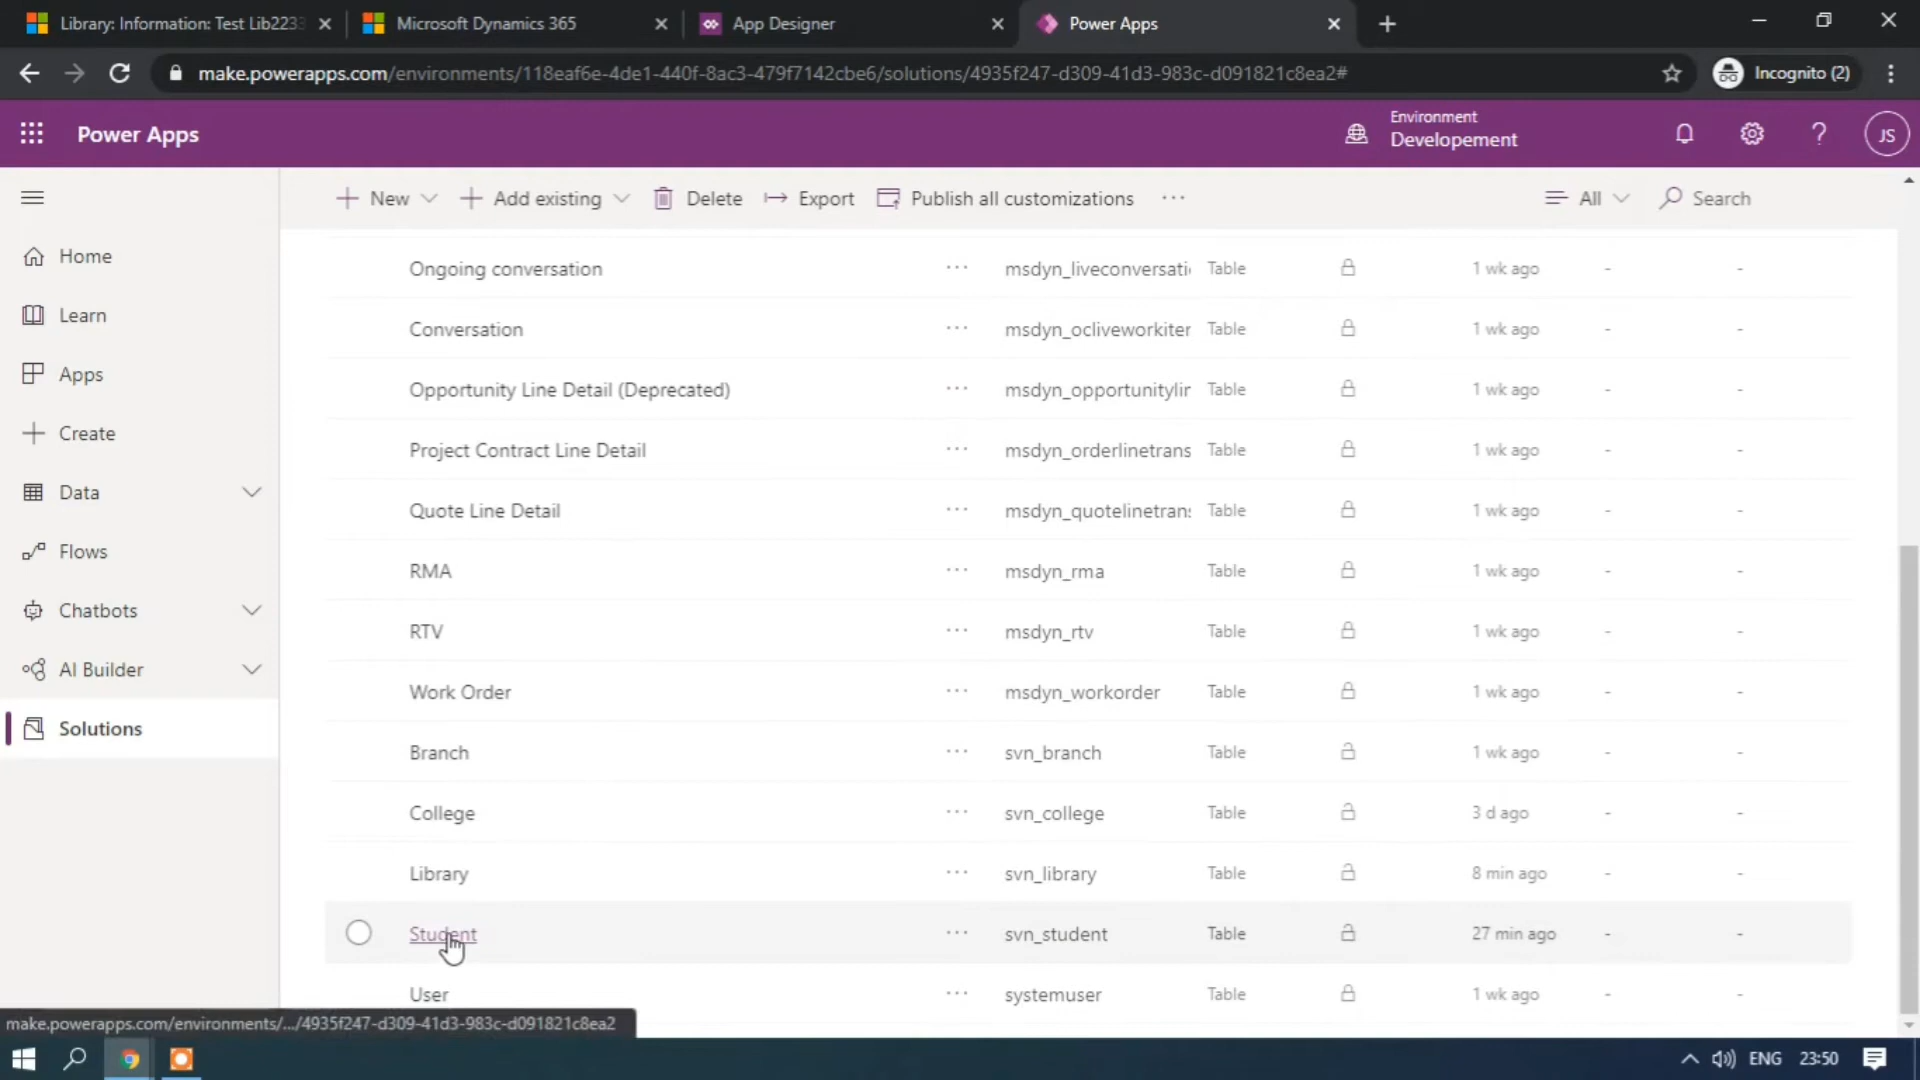 Library: Information: Test Lib2233
Microsoft Dynamics 365
App Designer
Power Apps
make.powerapps.com/environments/118eaf6e-4de1-440f-8ac3-479f7142cbe6/solutions/4935f247-d309-41d3-983c-d091821c8ea2#
Incognito (2)
Power Apps
Environment
Developement
JS
New
Add existing
Delete
Export
Publish all customizations
All
Search
Home
Learn
Apps
Create
Data
Flows
Chatbots
AI Builder
Solutions
Ongoing conversation ··· msdyn_liveconversati Table 1 wk ago - -
Conversation ··· msdyn_ocliveworkiter Table 1 wk ago - -
Opportunity Line Detail (Deprecated) ··· msdyn_opportunitylir Table 1 wk ago - -
Project Contract Line Detail ··· msdyn_orderlinetrans Table 1 wk ago - -
Quote Line Detail ··· msdyn_quotelinetrans Table 1 wk ago - -
RMA ··· msdyn_rma Table 1 wk ago - -
RTV ··· msdyn_rtv Table 1 wk ago - -
Work Order ··· msdyn_workorder Table 1 wk ago - -
Branch ··· svn_branch Table 1 wk ago - -
College ··· svn_college Table 3 d ago - -
Library ··· svn_library Table 8 min ago - -
Student ··· svn_student Table 27 min ago - -
User ··· systemuser Table 1 wk ago - -
make.powerapps.com/environments/.../4935f247-d309-41d3-983c-d091821c8ea2
ENG
23:50